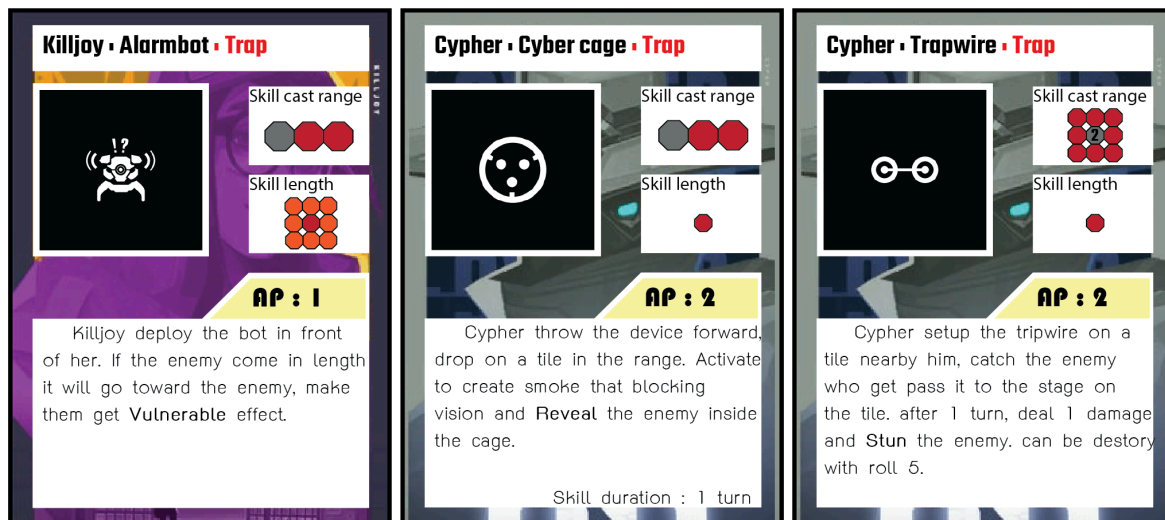 Killjoy · Alarmbot · Trap
KILLJOY
Skill cast range
!?
Skill length
AP : 1
Killjoy deploy the bot in front
of her. If the enemy come in length
it will go toward the enemy, make
them get Vulnerable effect.
Cypher · Cyber cage · Trap
Skill cast range
Skill length
AP : 2
Cypher throw the device forward,
drop on a tile in the range. Activate
to create smoke that blocking
vision and Reveal the enemy inside
the cage.
Skill duration : 1 turn
Cypher · Trapwire · Trap
Skill cast range
2
Skill length
AP : 2
Cypher setup the tripwire on a
tile nearby him, catch the enemy
who get pass it to the stage on
the tile. after 1 turn, deal 1 damage
and Stun the enemy. can be destory
with roll 5.